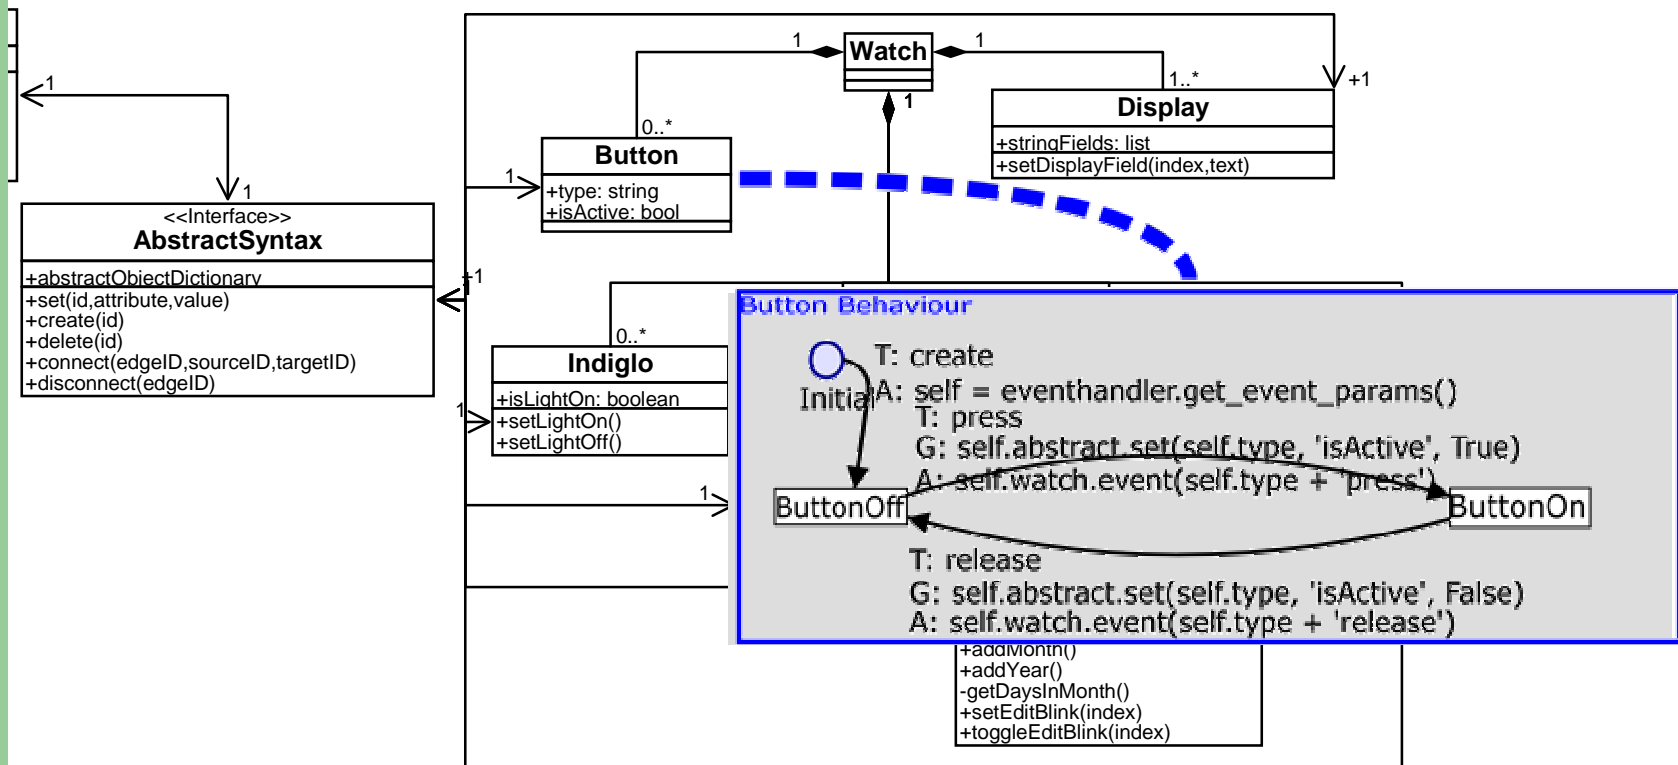 1
1
<<Interface>>
AbstractSyntax
+abstractObjectDictionary
+set(id,attribute,value)
+create(id)
+delete(id)
+connect(edgeID,sourceID,targetID)
+disconnect(edgeID)
+1
1
Watch
1
1
1
0..*
Button
+type: string
+isActive: bool
1
1..*
+1
Display
+stringFields: list
+setDisplayField(index,text)
0..*
Indiglo
+isLightOn: boolean
+setLightOn()
+setLightOff()
1
1
Button Behaviour
Initial
T: create
A: self = eventhandler.get_event_params()
T: press
G: self.abstract.set(self.type, 'isActive', True)
A: self.watch.event(self.type + 'press')
ButtonOff
ButtonOn
T: release
G: self.abstract.set(self.type, 'isActive', False)
A: self.watch.event(self.type + 'release')
+addMonth()
+addYear()
-getDaysInMonth()
+setEditBlink(index)
+toggleEditBlink(index)